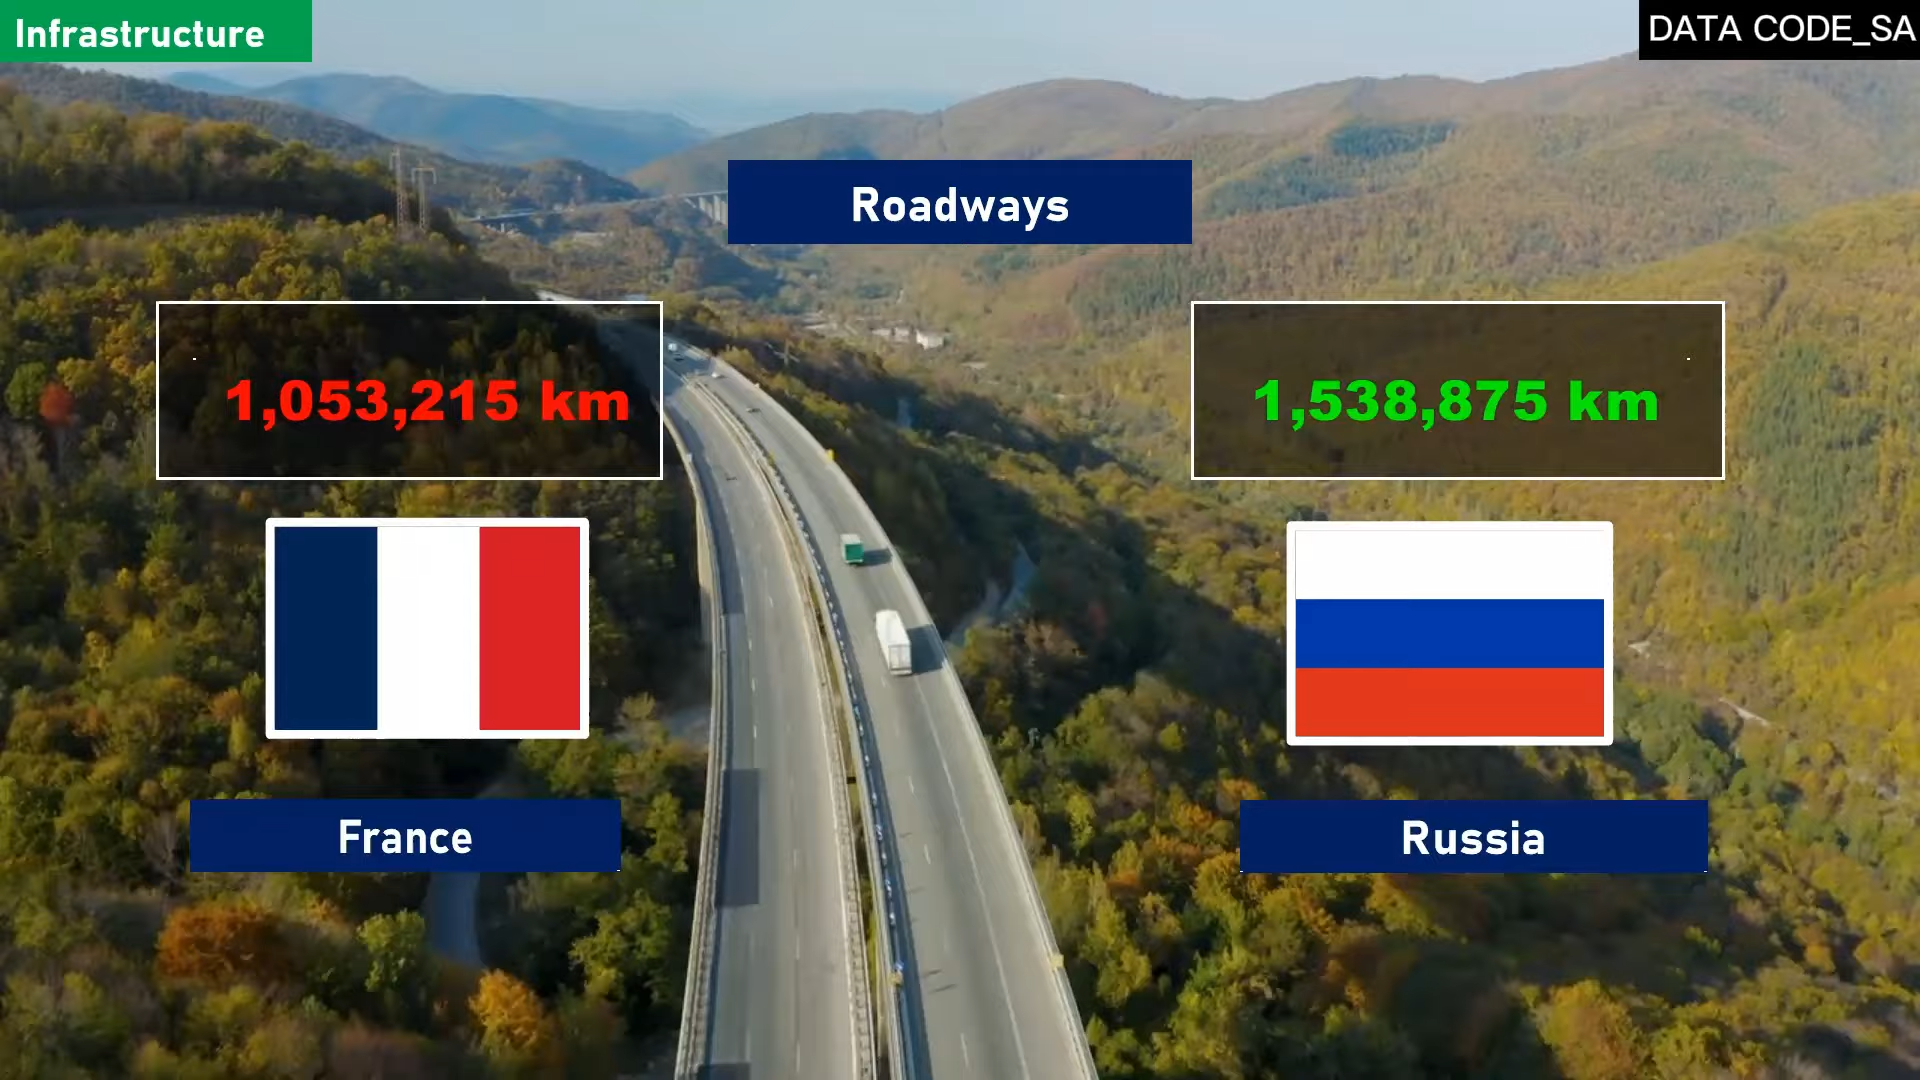 Infrastructure
DATA CODE_SA
Roadways
1,053,215 km
1,538,875 km
France
Russia